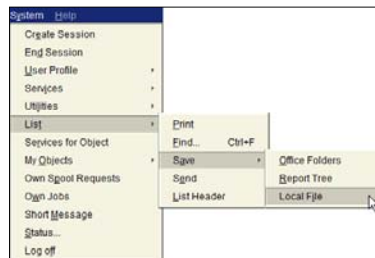 System Help
Create Session
End Session
User Profile
Services
Utilities
List
Services for Object
My Objects
Own Spool Requests
Own Jobs
Short Message
Status...
Log off
Print
Find... Ctrl+F
Save
Send
List Header
Office Folders
Report Tree
Local File